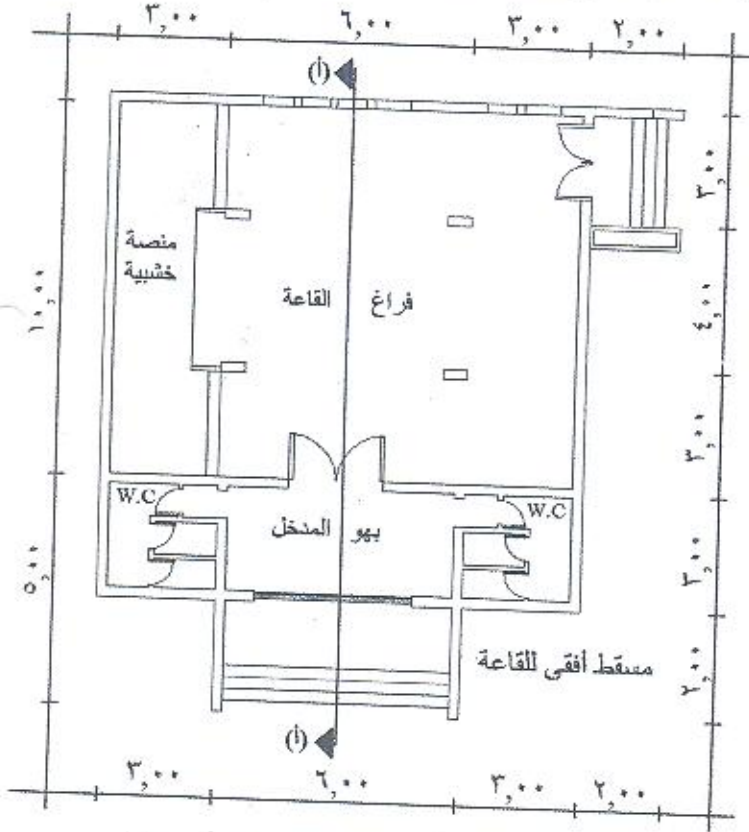 ٣,٠٠ ٦,٠٠ ٣,٠٠ ٢,٠٠
(أ)
٣,٠٠
منصة
خشبية
القاعة فراغ
١٠,٠٠
٤,٠٠
٣,٠٠
W.C
W.C
بهو المدخل
٥,٠٠
٣,٠٠
مسقط أفقي للقاعة
٢,٠٠
(أ)
٣,٠٠ ٦,٠٠ ٣,٠٠ ٢,٠٠